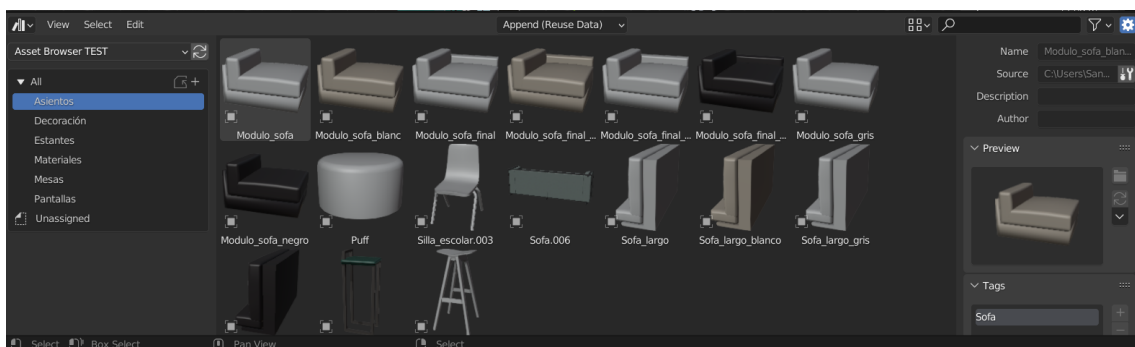 View Select Edit Append (Reuse Data)
Asset Browser TEST
All
Asientos
Decoración
Estantes
Materiales
Mesas
Pantallas
Unassigned
Modulo_sofa Modulo_sofa_blanc Modulo_sofa_final Modulo_sofa_final_... Modulo_sofa_final_... Modulo_sofa_final_... Modulo_sofa_gris
Modulo_sofa_negro Puff Silla_escolar.003 Sofa.006 Sofa_largo Sofa_largo_blanco Sofa_largo_gris
Name Modulo_sofa_blan...
Source C:\Users\San...
Description
Author
Preview
Tags
Sofa
Select Box Select Pan View Select